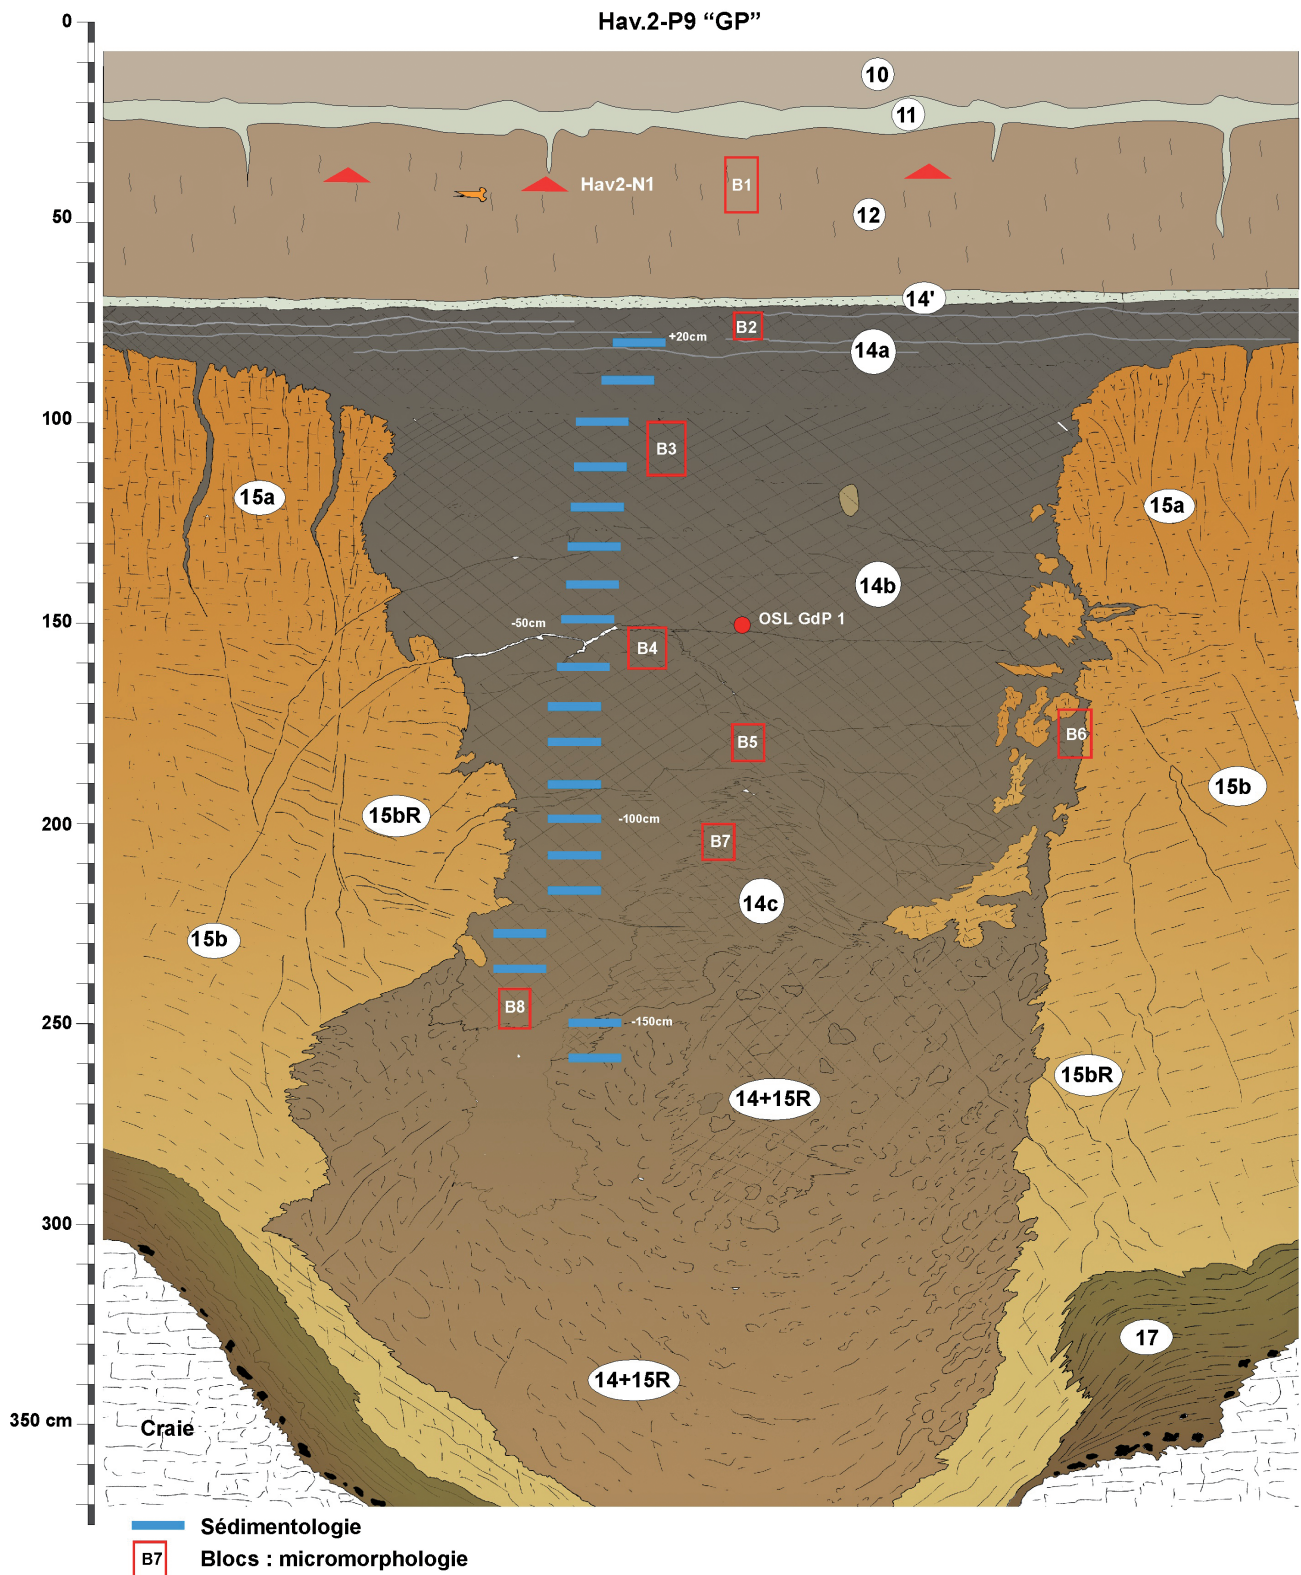 Hav.2-P9 “GP”
0
10
11
Hav2-N1
B1
50
12
14'
B2
+20cm
14a
100
B3
15a
15a
14b
150
-50cm
OSL GdP 1
B4
B5
B6
15b
15bR
200
-100cm
B7
14c
15b
B8
250
-150cm
15bR
14+15R
300
17
14+15R
350 cm
Craie
Sédimentologie
B7
Blocs : micromorphologie